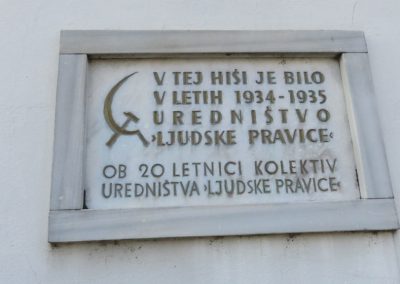 V TEJ HIŠI JE BILO
V LETIH 1934-1935
UREDNIŠTVO
›LJUDSKE PRAVICE‹
OB 20 LETNICI KOLEKTIV
UREDNIŠTVA ›LJUDSKE PRAVICE‹